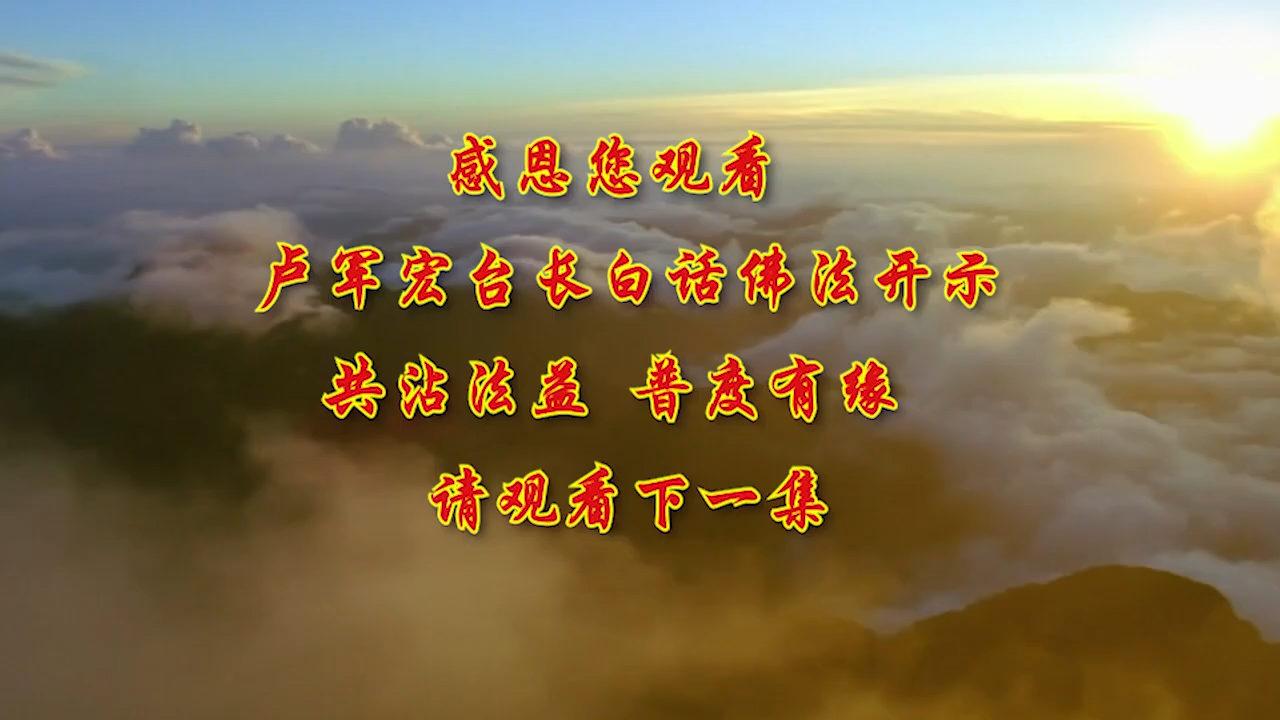 感恩您观看
卢军宏台长白话佛法开示
共沾法益 普度有缘
请观看下一集